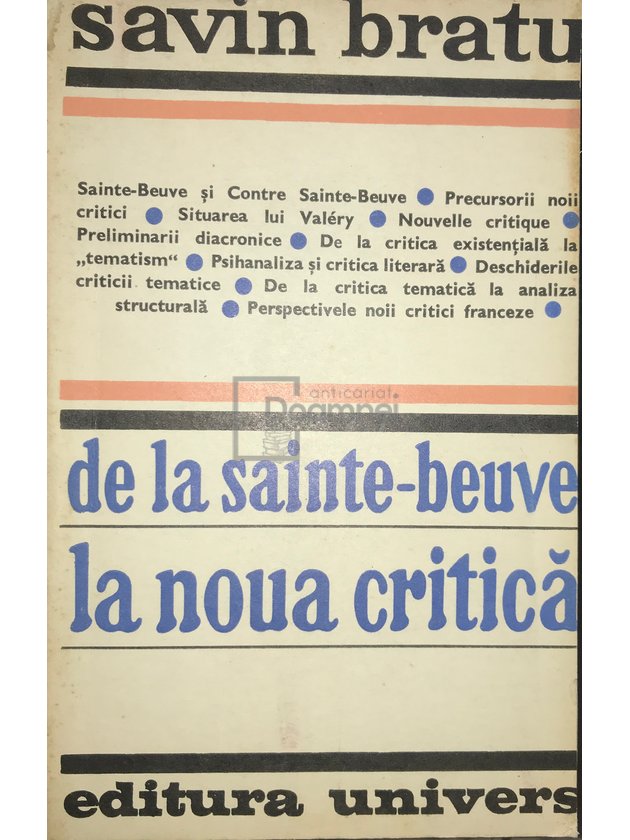 savin bratu
Sainte-Beuve și Contre Sainte-Beuve ● Precursorii noii
critici ● Situarea lui Valéry ● Nouvelle critique ●
Preliminarii diacronice ● De la critica existențială la
„tematism“ ● Psihanaliza și critica literară ● Deschiderile
criticii tematice ● De la critica tematică la analiza
structurală ● Perspectivele noii critici franceze ●
anticariat
Doamnei
de la sainte-beuve
la noua critică
editura univers